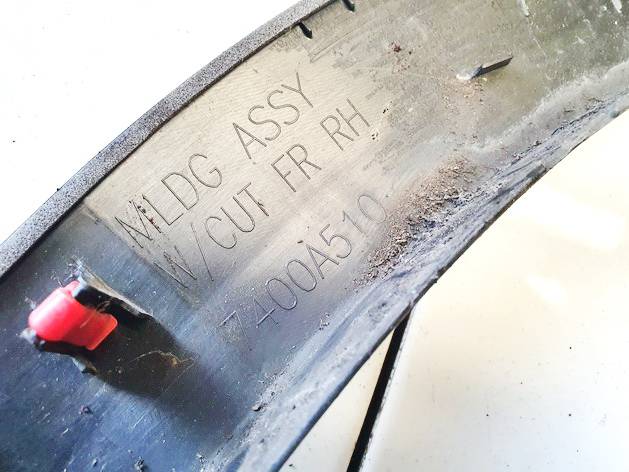 MLDG ASSY
W/CUT FR RH
7400A510